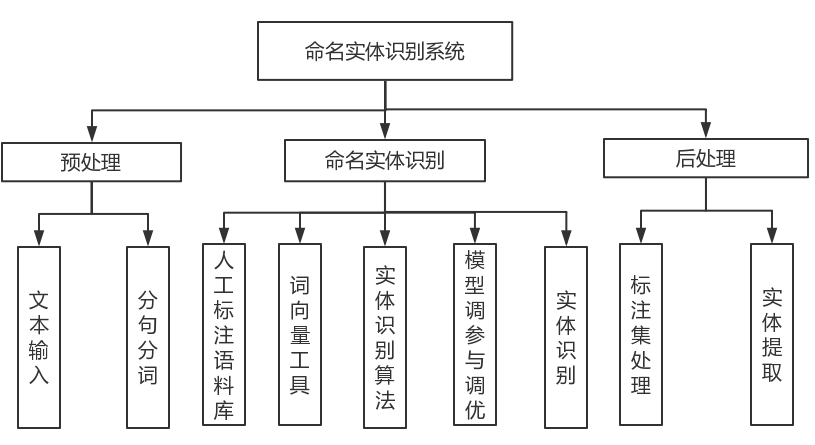 命名实体识别系统
预处理
命名实体识别
后处理
文本输入
分句分词
人工标注语料库
词向量工具
实体识别算法
模型调参与调优
实体识别
标注集处理
实体提取